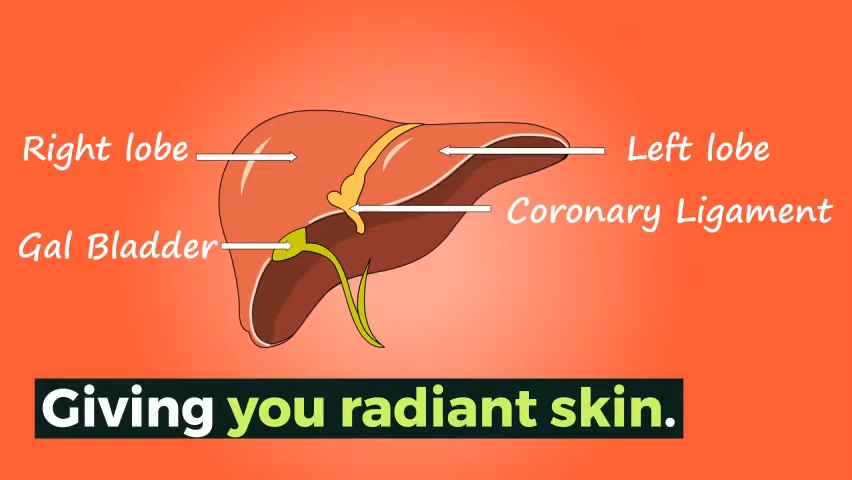 Right lobe
Left lobe
Coronary Ligament
Gal Bladder
Giving you radiant skin.